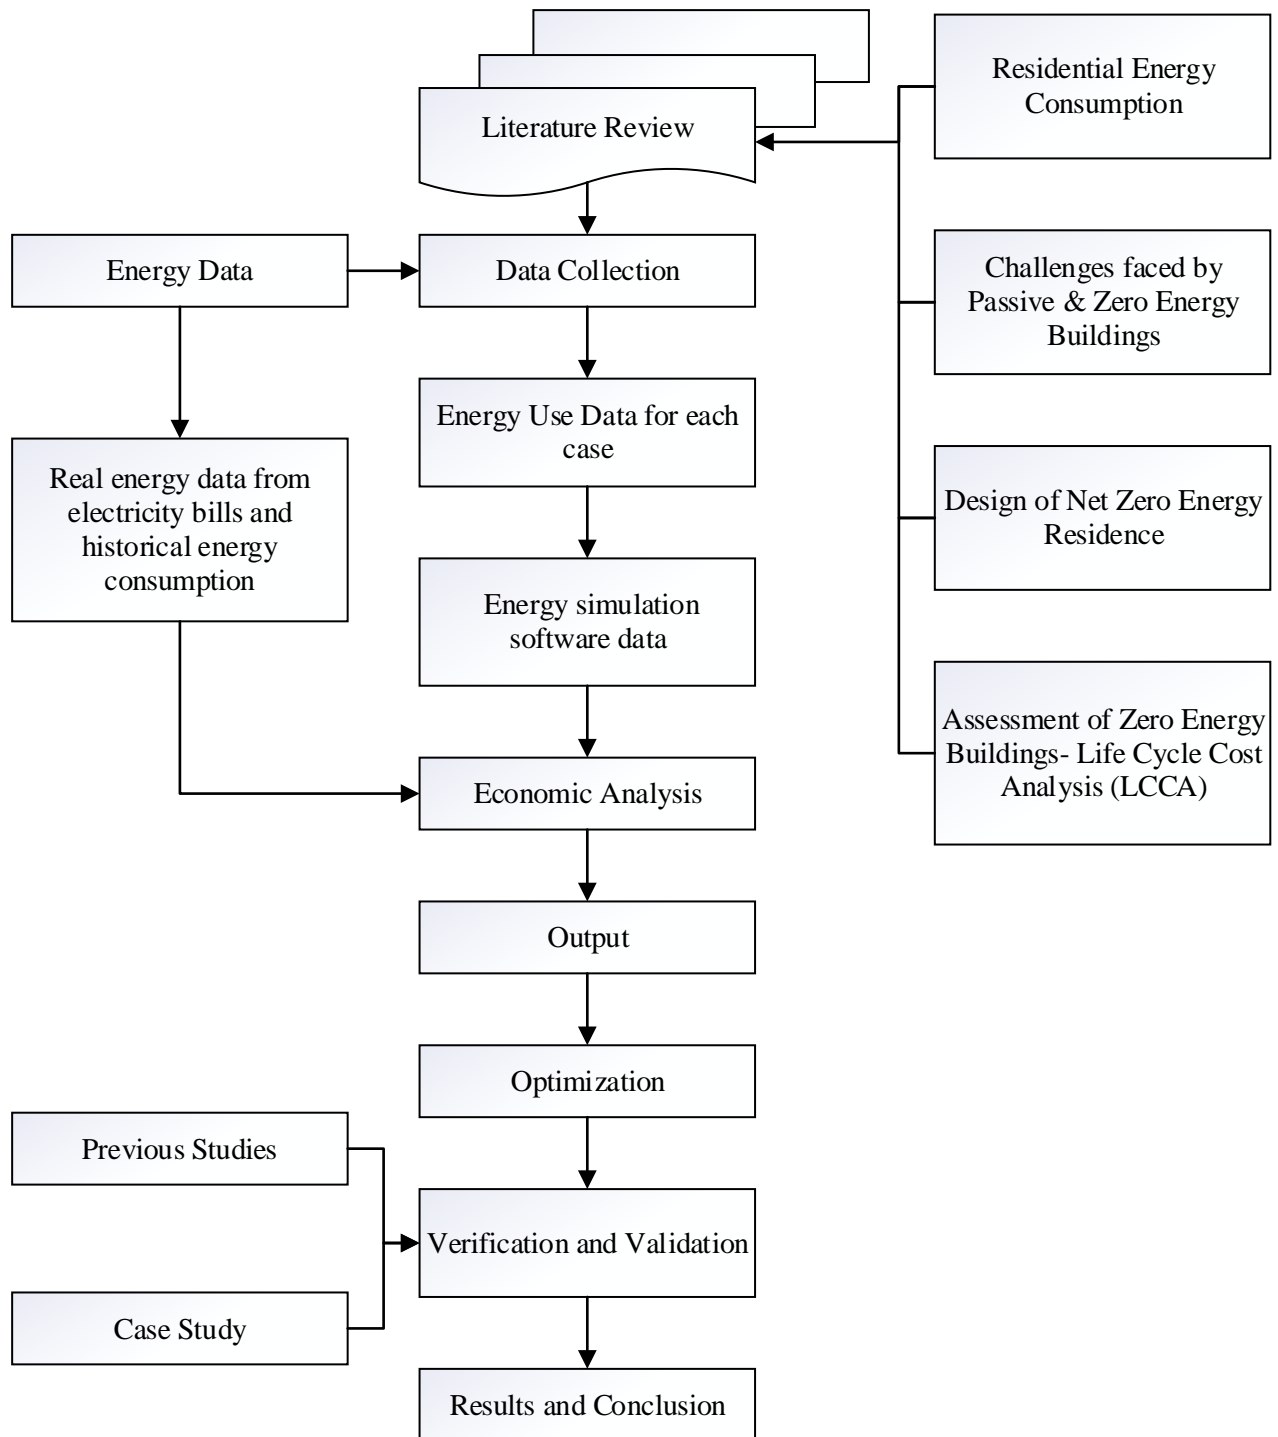 Literature Review
Residential Energy
Consumption
Energy Data
Data Collection
Challenges faced by
Passive & Zero Energy
Buildings
Energy Use Data for each
case
Real energy data from
electricity bills and
historical energy
consumption
Design of Net Zero Energy
Residence
Energy simulation
software data
Assessment of Zero Energy
Buildings- Life Cycle Cost
Analysis (LCCA)
Economic Analysis
Output
Optimization
Previous Studies
Verification and Validation
Case Study
Results and Conclusion